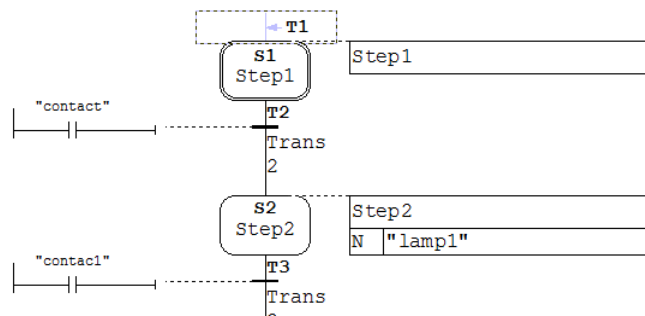 T1
S1
Step1
Step1
"contact"
T2
Trans
2
S2
Step2
Step2
N "lamp1"
"contac1"
T3
Trans